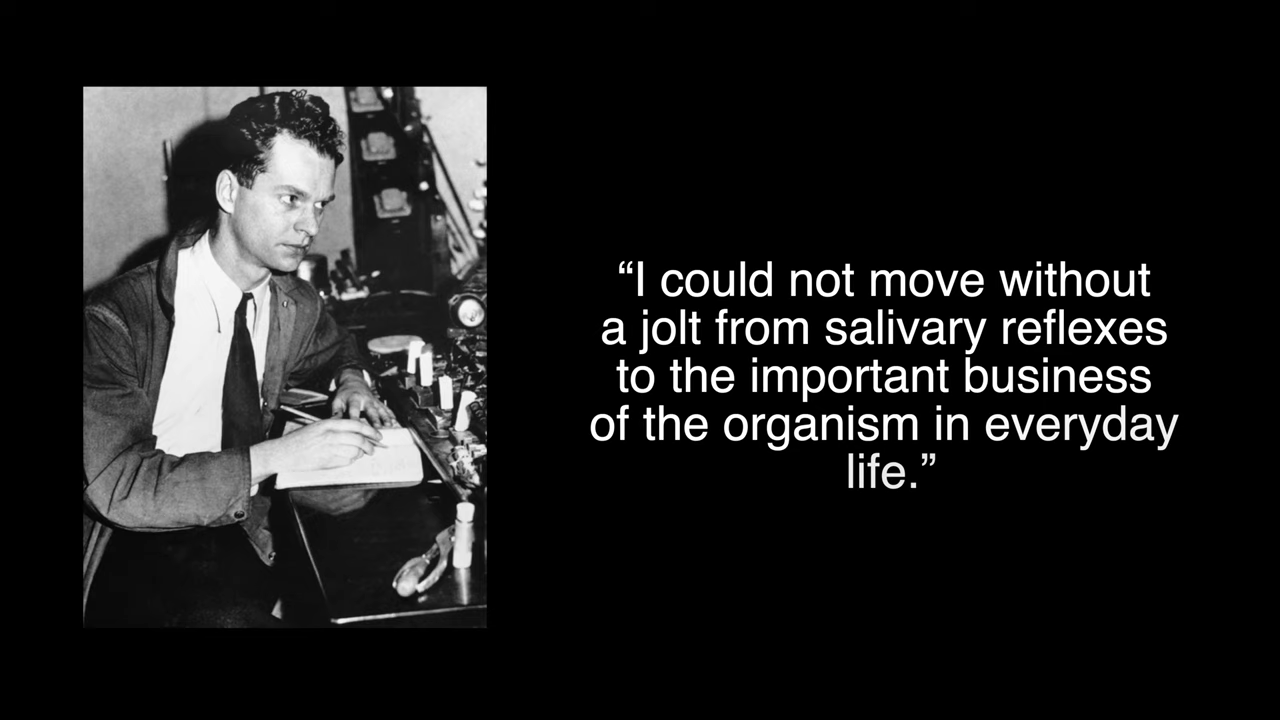 “I could not move without
a jolt from salivary reflexes
to the important business
of the organism in everyday
life.”